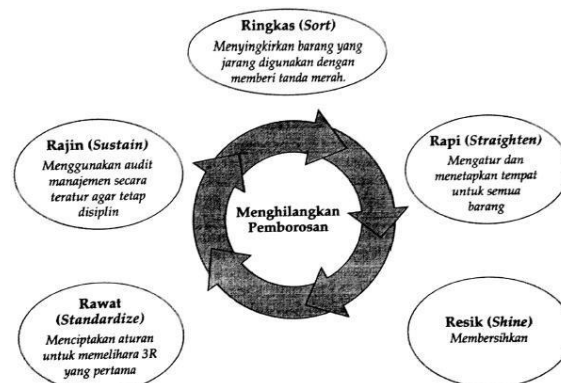 Ringkas (Sort)
Menyingkirkan barang yang
jarang digunakan dengan
memberi tanda merah.
Rapi (Straighten)
Mengatur dan
menetapkan tempat
untuk semua
barang
Resik (Shine)
Membersihkan
Rawat
(Standardize)
Menciptakan aturan
untuk memelihara 3R
yang pertama
Rajin (Sustain)
Menggunakan audit
manajemen secara
teratur agar tetap
disiplin
Menghilangkan
Pemborosan